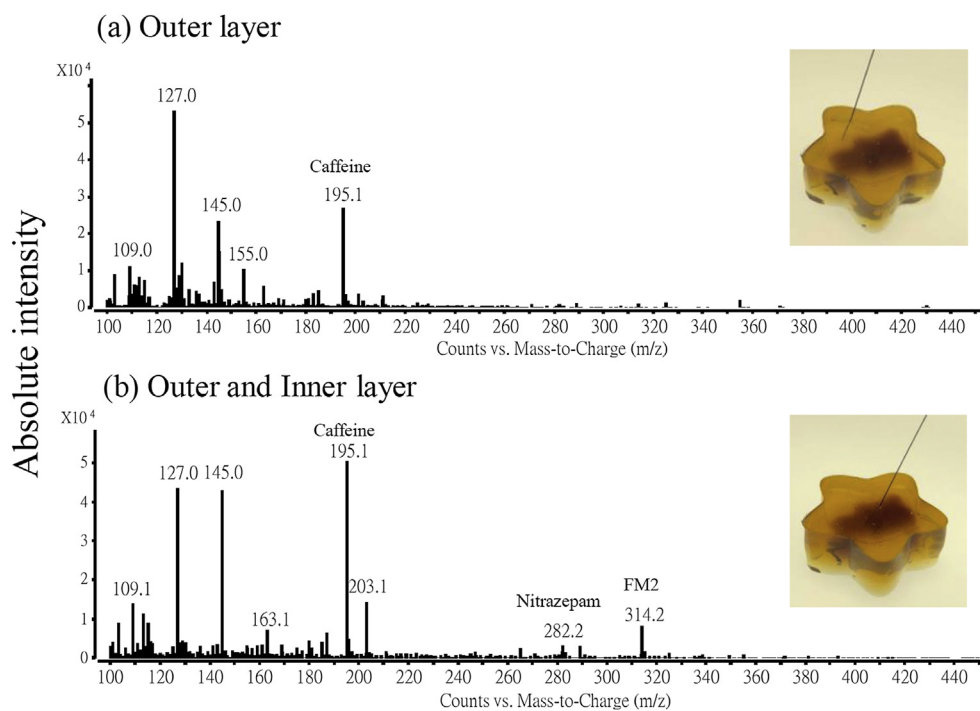 (a) Outer layer
X10⁴
127.0
5
4
Caffeine
195.1
3
145.0
2
109.0
155.0
1
0
100 120 140 160 180 200 220 240 260 280 300 320 340 360 380 400 420 440
Counts vs. Mass-to-Charge (m/z)
Absolute intensity
(b) Outer and Inner layer
X10⁴
Caffeine
195.1
5
127.0 145.0
4
3
2
109.1
203.1
Nitrazepam
FM2
163.1
282.2
314.2
1
0
100 120 140 160 180 200 220 240 260 280 300 320 340 360 380 400 420 440
Counts vs. Mass-to-Charge (m/z)